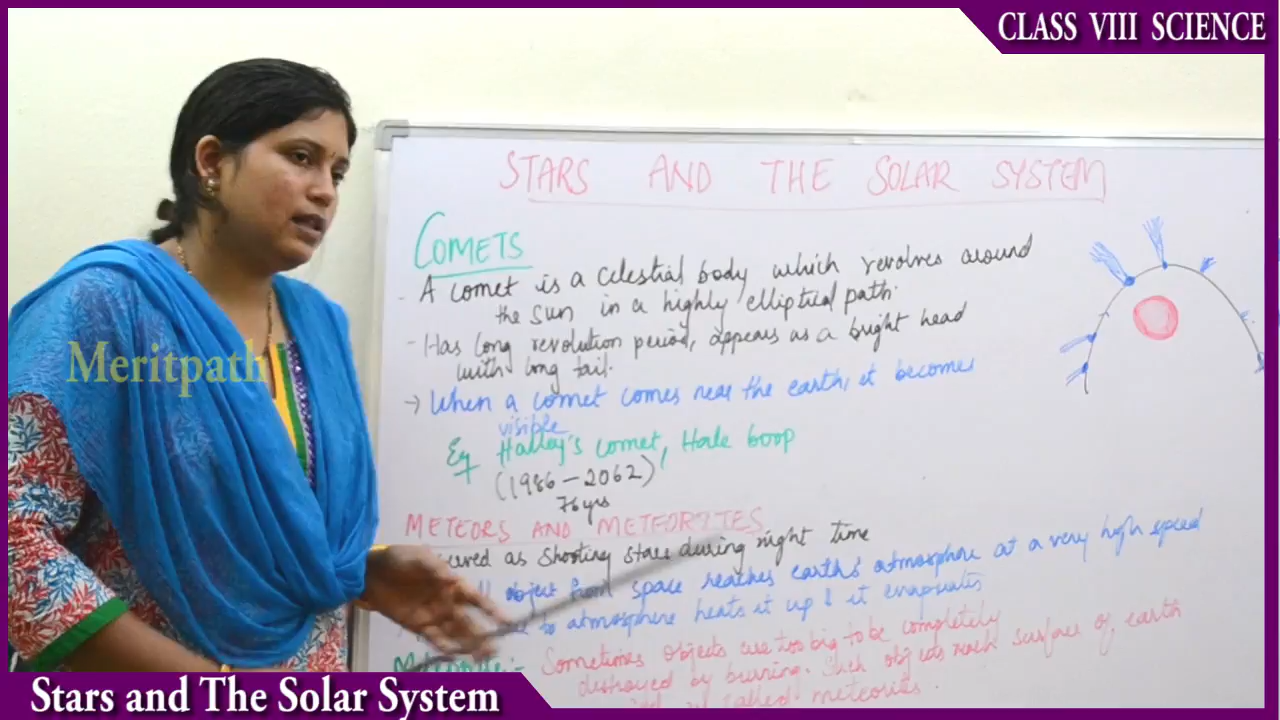 CLASS VIII SCIENCE
STARS AND THE SOLAR SYSTEM
COMETS
- A comet is a celestial body which revolves around
the sun in a highly elliptical path.
- Has long revolution period, appears as a bright head
with long tail.
→ When a comet comes near the earth, it becomes
visible
Eg Halley's comet, Hale boop
(1986-2062)
76 yrs
Meritpath
METEORS AND METEORITES
as shooting stars during night time
object from space reaches earth's atmosphere at a very high speed
to atmosphere heats it up & it evaporates
Sometimes objects are too big to be completely
destroyed by burning. Such objects reach surface of earth
called meteorites.
Stars and The Solar System